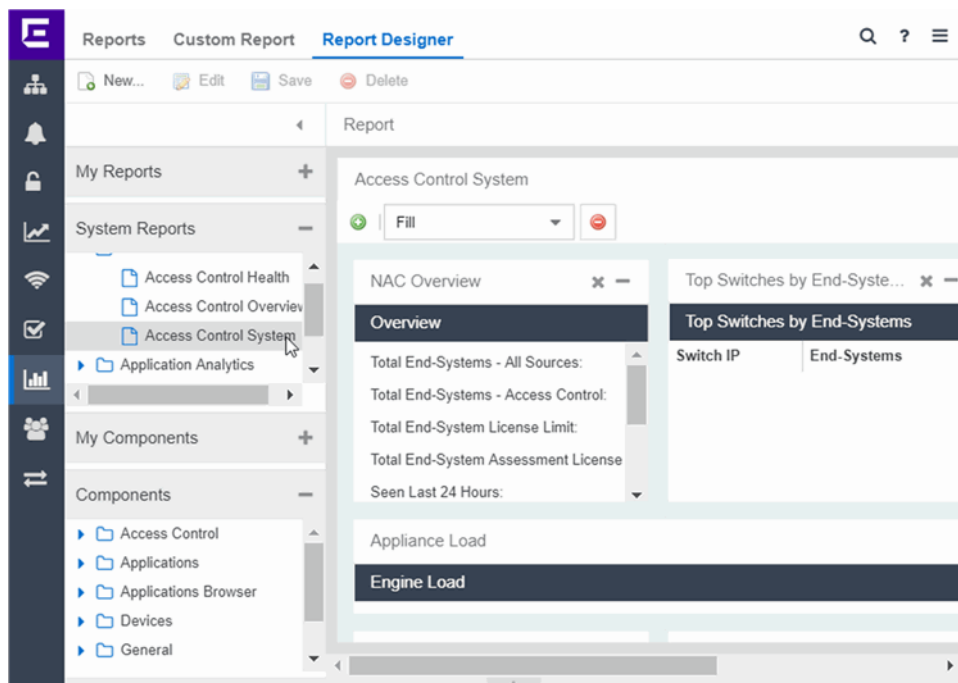 Reports Custom Report Report Designer ?
New... Edit Save Delete
Report
My Reports
System Reports
Access Control Health
Access Control Overview
Access Control System
Application Analytics
My Components
Components
Access Control
Applications
Applications Browser
Devices
General
Access Control System
Fill
NAC Overview
Overview
Total End-Systems - All Sources:
Total End-Systems - Access Control:
Total End-System License Limit:
Total End-System Assessment License
Seen Last 24 Hours:
Top Switches by End-Syste...
Top Switches by End-Systems
Switch IP End-Systems
Appliance Load
Engine Load